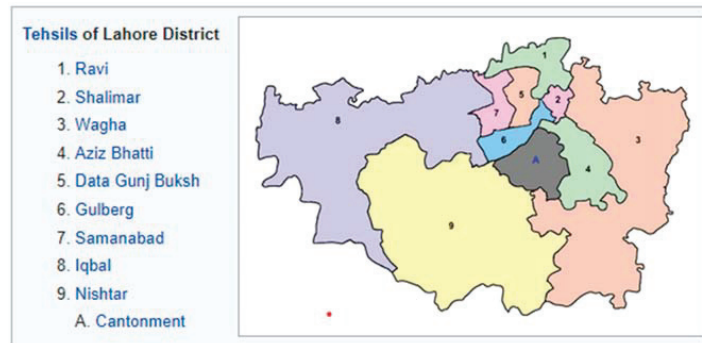 Tehsils of Lahore District
1. Ravi
2. Shalimar
3. Wagha
4. Aziz Bhatti
5. Data Gunj Buksh
6. Gulberg
7. Samanabad
8. Iqbal
9. Nishtar
A. Cantonment
1
5
2
7
8
6
3
A
4
9